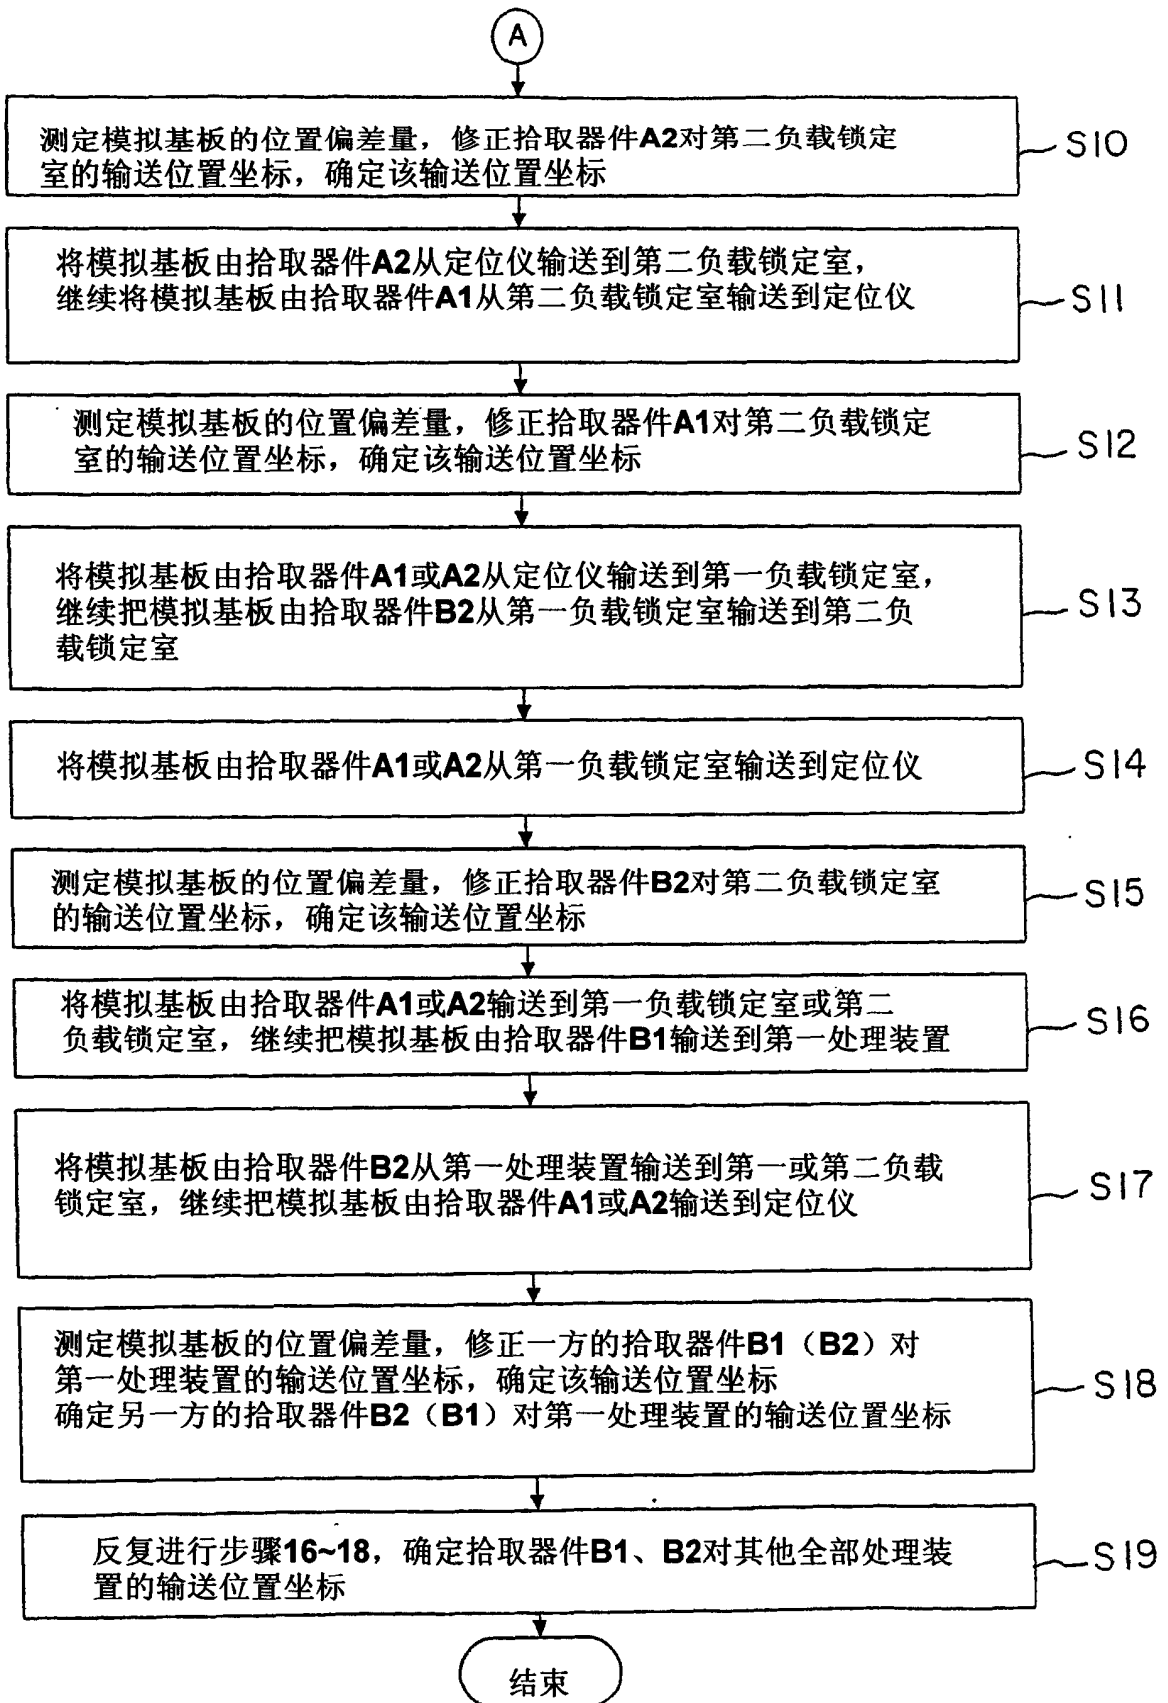 A
测定模拟基板的位置偏差量，修正拾取器件A2对第二负载锁定
室的输送位置坐标，确定该输送位置坐标
S10
将模拟基板由拾取器件A2从定位仪输送到第二负载锁定室，
继续将模拟基板由拾取器件A1从第二负载锁定室输送到定位仪
S11
测定模拟基板的位置偏差量，修正拾取器件A1对第二负载锁定
室的输送位置坐标，确定该输送位置坐标
S12
将模拟基板由拾取器件A1或A2从定位仪输送到第一负载锁定室，
继续把模拟基板由拾取器件B2从第一负载锁定室输送到第二负
载锁定室
S13
将模拟基板由拾取器件A1或A2从第一负载锁定室输送到定位仪
S14
测定模拟基板的位置偏差量，修正拾取器件B2对第二负载锁定室
的输送位置坐标，确定该输送位置坐标
S15
将模拟基板由拾取器件A1或A2输送到第一负载锁定室或第二
负载锁定室，继续把模拟基板由拾取器件B1输送到第一处理装置
S16
将模拟基板由拾取器件B2从第一处理装置输送到第一或第二负载
锁定室，继续把模拟基板由拾取器件A1或A2输送到定位仪
S17
测定模拟基板的位置偏差量，修正一方的拾取器件B1（B2）对
第一处理装置的输送位置坐标，确定该输送位置坐标
确定另一方的拾取器件B2（B1）对第一处理装置的输送位置坐标
S18
反复进行步骤16~18，确定拾取器件B1、B2对其他全部处理装
置的输送位置坐标
S19
结束